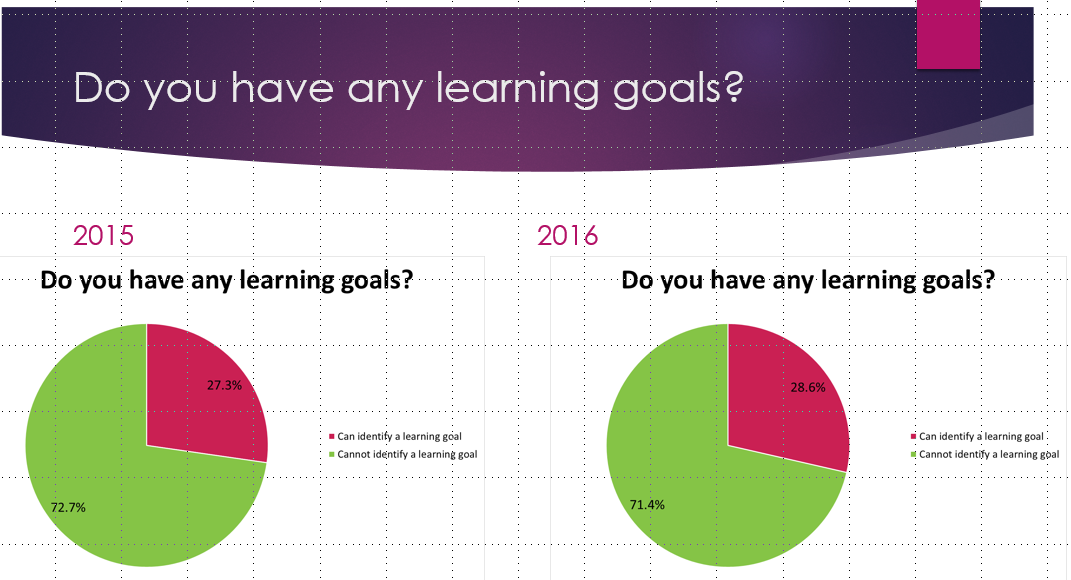 Do you have any learning goals?
2015
Do you have any learning goals?
27.3%
72.7%
Can identify a learning goal
Cannot identify a learning goal
2016
Do you have any learning goals?
28.6%
71.4%
Can identify a learning goal
Cannot identify a learning goal